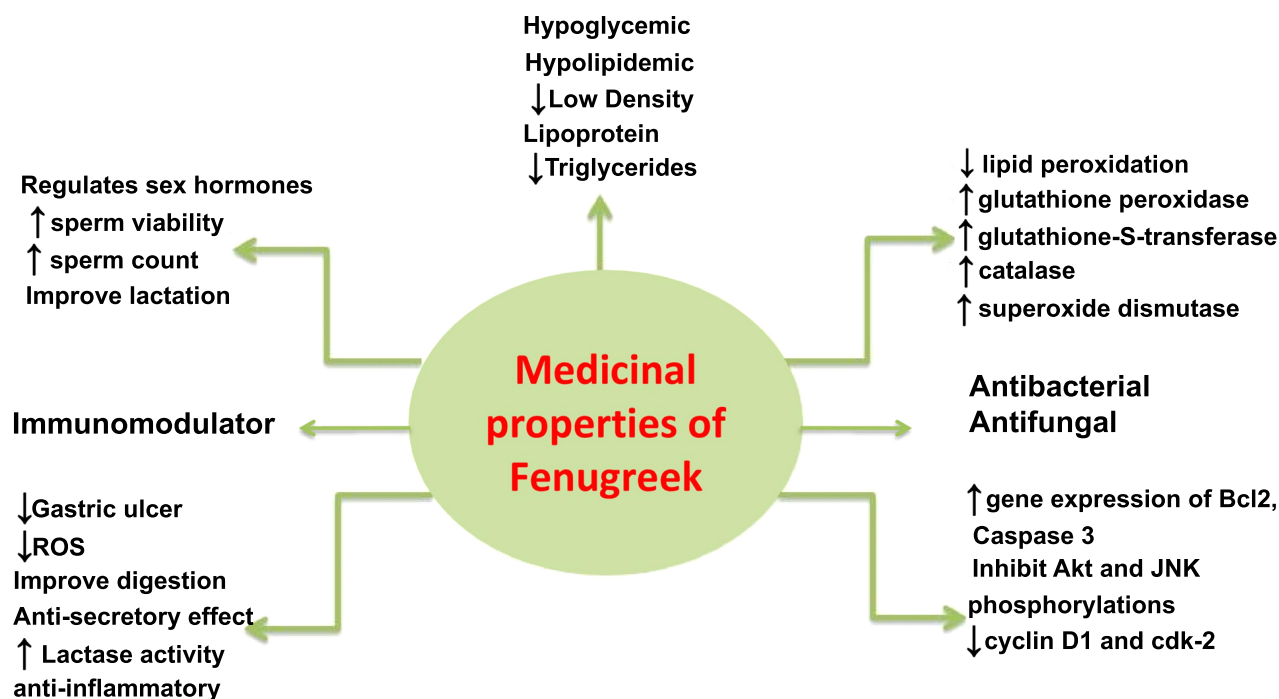 Hypoglycemic
Hypolipidemic
↓Low Density
Lipoprotein
↓Triglycerides
Regulates sex hormones
↑ sperm viability
↑ sperm count
Improve lactation
↓ lipid peroxidation
↑ glutathione peroxidase
↑ glutathione-S-transferase
↑ catalase
↑ superoxide dismutase
Medicinal
properties of
Fenugreek
Immunomodulator
Antibacterial
Antifungal
↓Gastric ulcer
↓ROS
Improve digestion
Anti-secretory effect
↑ Lactase activity
anti-inflammatory
↑ gene expression of Bcl2,
Caspase 3
Inhibit Akt and JNK
phosphorylations
↓cyclin D1 and cdk-2